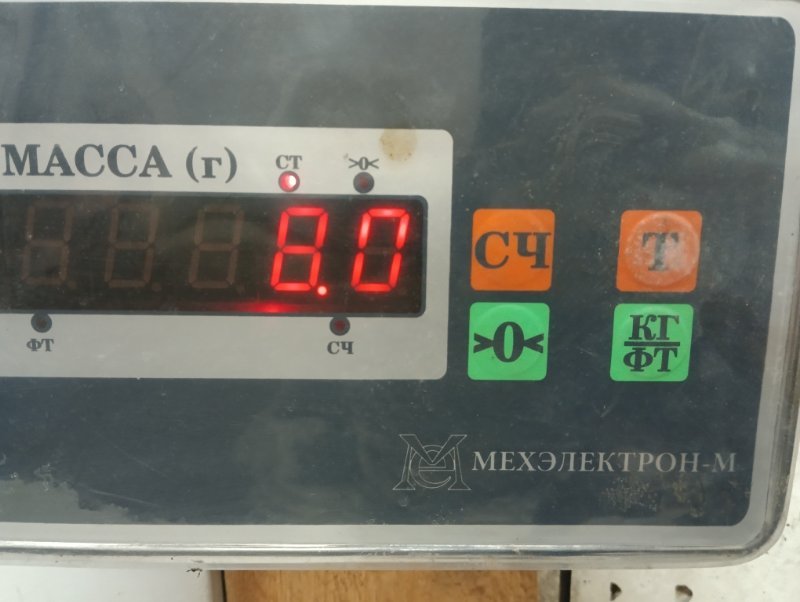 МАССА (г)
СТ
>0<
8.0
ФТ
СЧ
СЧ
Т
>0<
КГ
ФТ
МЕХЭЛЕКТРОН-М